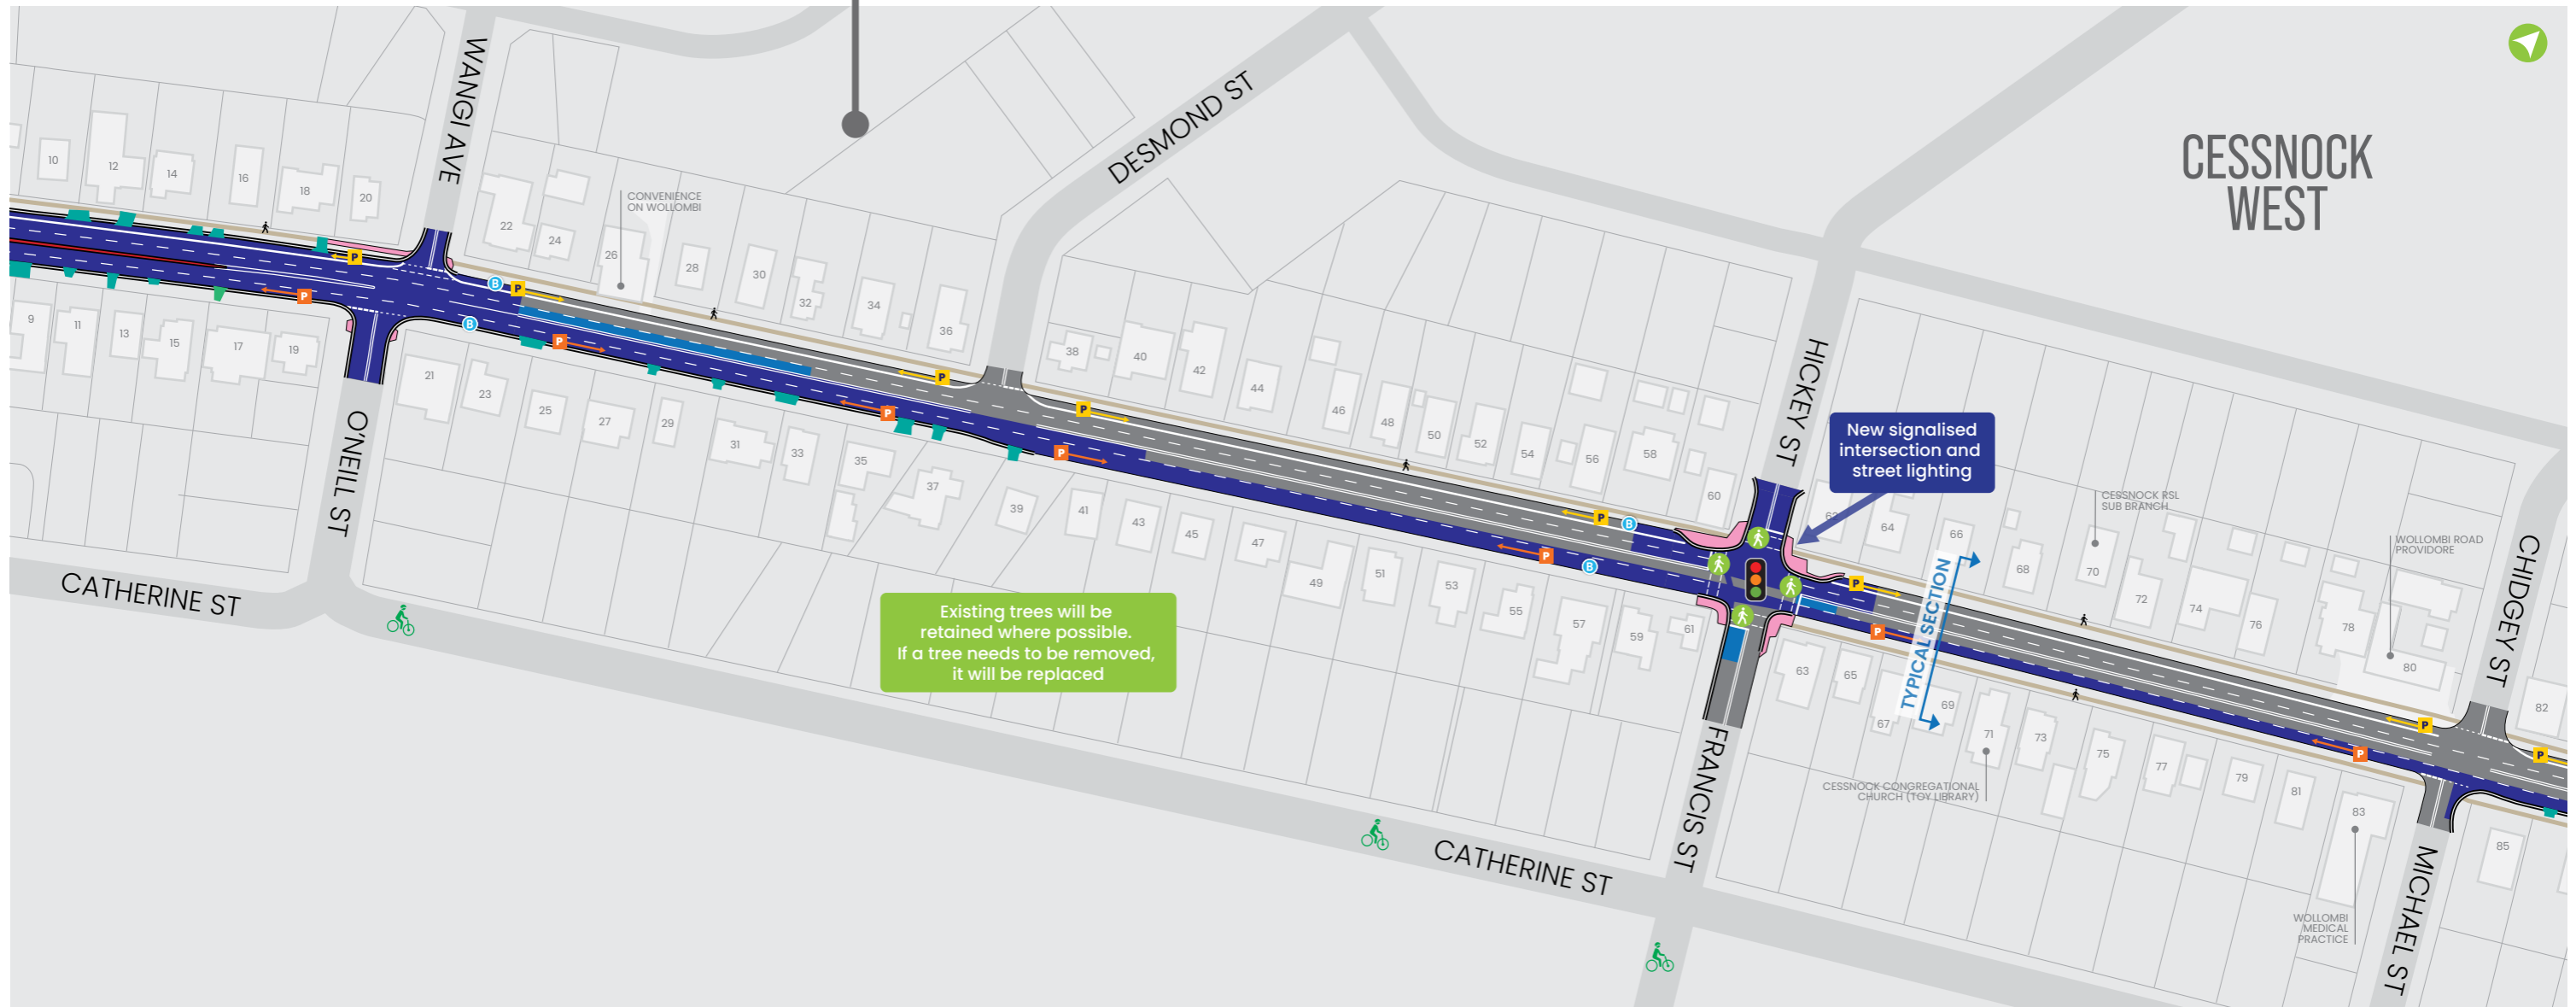 WANGI AVE
DESMOND ST
CESSNOCK
WEST
CONVENIENCE
ON WOLLOMBI
10
12
14
16
18
20
22
24
26
28
30
32
34
36
38
40
42
44
46
48
50
52
54
56
58
60
62
64
66
68
70
72
74
76
78
80
82
HICKEY ST
New signalised
intersection and
street lighting
CESSNOCK RSL
SUB BRANCH
WOLLOMBI ROAD
PROVIDORE
CHIDGEY ST
TYPICAL SECTION
P
P
B
P
B
P
P
P
P
P
P
B
P
B
P
P
P
P
P
9
11
13
15
17
19
21
23
25
27
29
31
33
35
37
39
41
43
45
47
49
51
53
55
57
59
61
63
65
67
69
71
73
75
77
79
81
83
85
O'NEILL ST
CATHERINE ST
Existing trees will be
retained where possible.
If a tree needs to be removed,
it will be replaced
CATHERINE ST
FRANCIS ST
CESSNOCK CONGREGATIONAL
CHURCH (TOY LIBRARY)
WOLLOMBI
MEDICAL
PRACTICE
MICHAEL ST